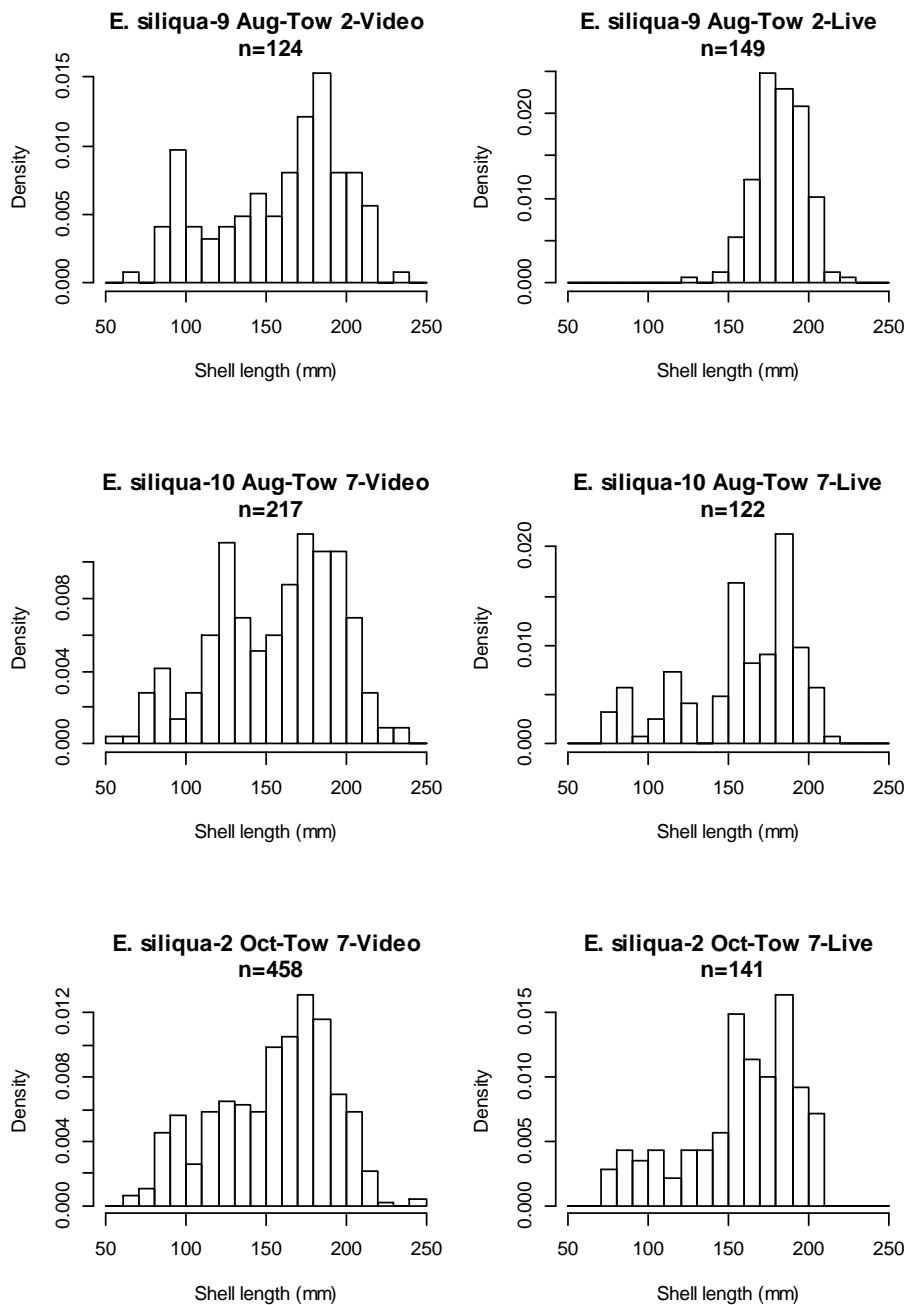 E. siliqua-9 Aug-Tow 2-Video
n=124
Density
0.000 0.005 0.010 0.015
50 100 150 200 250
Shell length (mm)
E. siliqua-9 Aug-Tow 2-Live
n=149
Density
0.000 0.010 0.020
50 100 150 200 250
Shell length (mm)
E. siliqua-10 Aug-Tow 7-Video
n=217
Density
0.000 0.004 0.008
50 100 150 200 250
Shell length (mm)
E. siliqua-10 Aug-Tow 7-Live
n=122
Density
0.000 0.010 0.020
50 100 150 200 250
Shell length (mm)
E. siliqua-2 Oct-Tow 7-Video
n=458
Density
0.000 0.004 0.008 0.012
50 100 150 200 250
Shell length (mm)
E. siliqua-2 Oct-Tow 7-Live
n=141
Density
0.000 0.005 0.010 0.015
50 100 150 200 250
Shell length (mm)